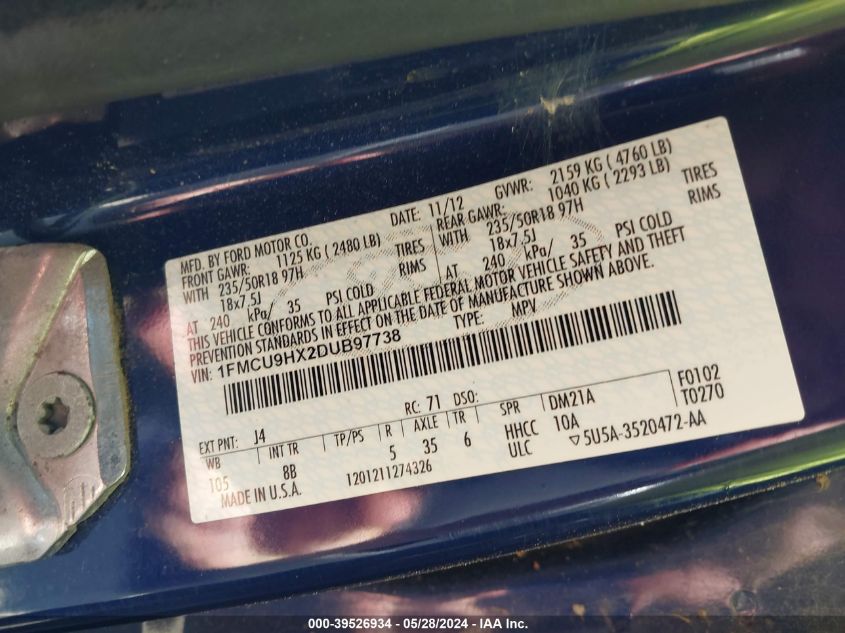 MFD. BY FORD MOTOR CO.
DATE: 11/12
GVWR: 2159 KG ( 4760 LB)
FRONT GAWR: 1125 KG ( 2480 LB)
REAR GAWR: 1040 KG ( 2293 LB)
WITH 235/50R18 97H TIRES
WITH 235/50R18 97H TIRES
18x7.5J RIMS
18x7.5J RIMS
AT 240 kPa/ 35 PSI COLD
AT 240 kPa/ 35 PSI COLD
THIS VEHICLE CONFORMS TO ALL APPLICABLE FEDERAL MOTOR VEHICLE SAFETY AND THEFT
PREVENTION STANDARDS IN EFFECT ON THE DATE OF MANUFACTURE SHOWN ABOVE.
VIN: 1FMCU9HX2DUB97738
TYPE: MPV
EXT PNT: J4
RC: 71 DSO:
F0102
WB INT TR TP/PS R AXLE TR SPR DM21A T0270
105 8B 5 35 6 HHCC 10A
ULC ▽5U5A-3520472-AA
MADE IN U.S.A.
1201211274326
000-39526934 / 05/28/2024 - IAA Inc.